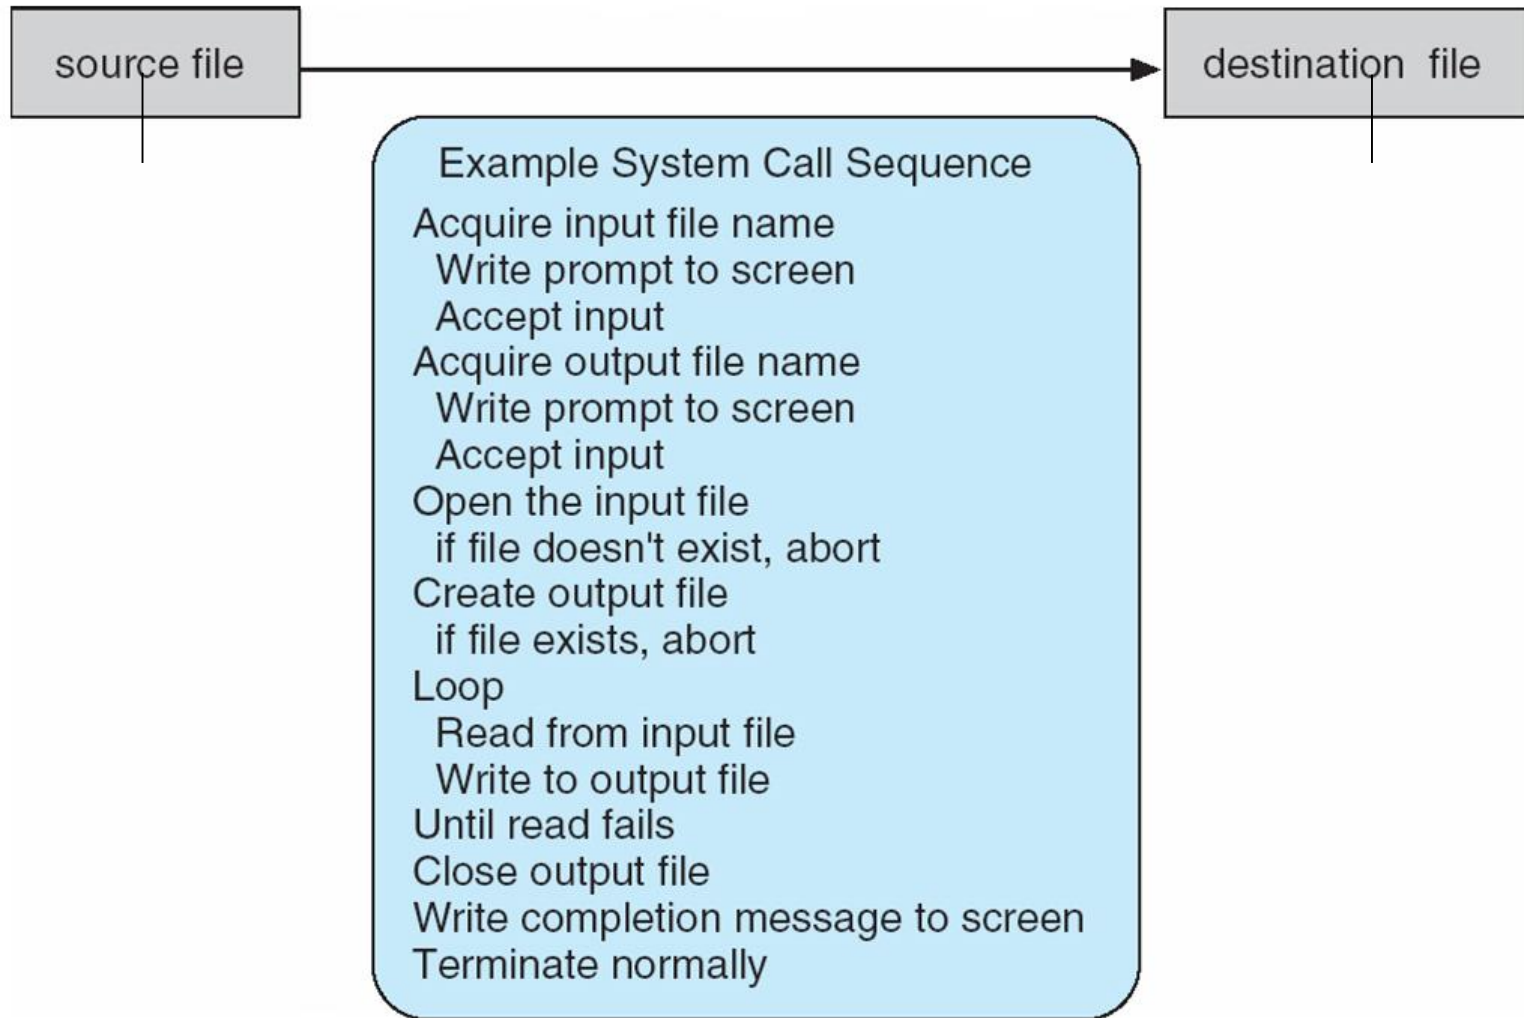 source file
destination file
Example System Call Sequence
Acquire input file name
Write prompt to screen
Accept input
Acquire output file name
Write prompt to screen
Accept input
Open the input file
if file doesn't exist, abort
Create output file
if file exists, abort
Loop
Read from input file
Write to output file
Until read fails
Close output file
Write completion message to screen
Terminate normally